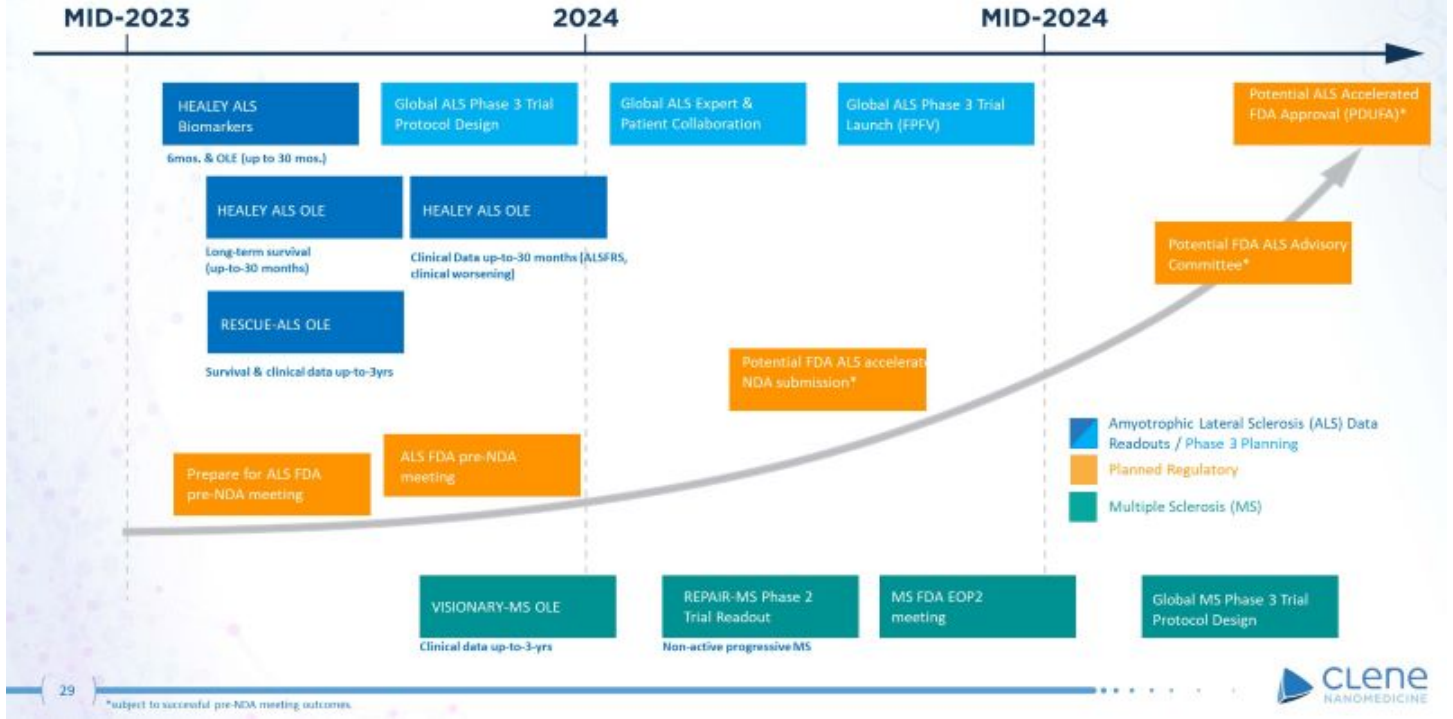 MID-2023
2024
MID-2024
HEALEY ALS
Biomarkers
6mos. & OLE (up to 30 mos.)
Global ALS Phase 3 Trial
Protocol Design
Global ALS Expert &
Patient Collaboration
Global ALS Phase 3 Trial
Launch (FPFV)
Potential ALS Accelerated
FDA Approval (PDUFA)*
HEALEY ALS OLE
Long-term survival
(up-to-30 months)
HEALEY ALS OLE
Clinical Data up-to-30 months (ALSFRS,
clinical worsening)
Potential FDA ALS Advisory
Committee*
RESCUE-ALS OLE
Survival & clinical data up-to-3yrs
Potential FDA ALS accelerat
NDA submission*
Prepare for ALS FDA
pre-NDA meeting
ALS FDA pre-NDA
meeting
Amyotrophic Lateral Sclerosis (ALS) Data
Readouts / Phase 3 Planning
Planned Regulatory
Multiple Sclerosis (MS)
VISIONARY-MS OLE
Clinical data up-to-3-yrs
REPAIR-MS Phase 2
Trial Readout
Non-active progressive MS
MS FDA EOP2
meeting
Global MS Phase 3 Trial
Protocol Design
29
*subject to successful pre-NDA meeting outcomes.
CLene
NANOMEDICINE